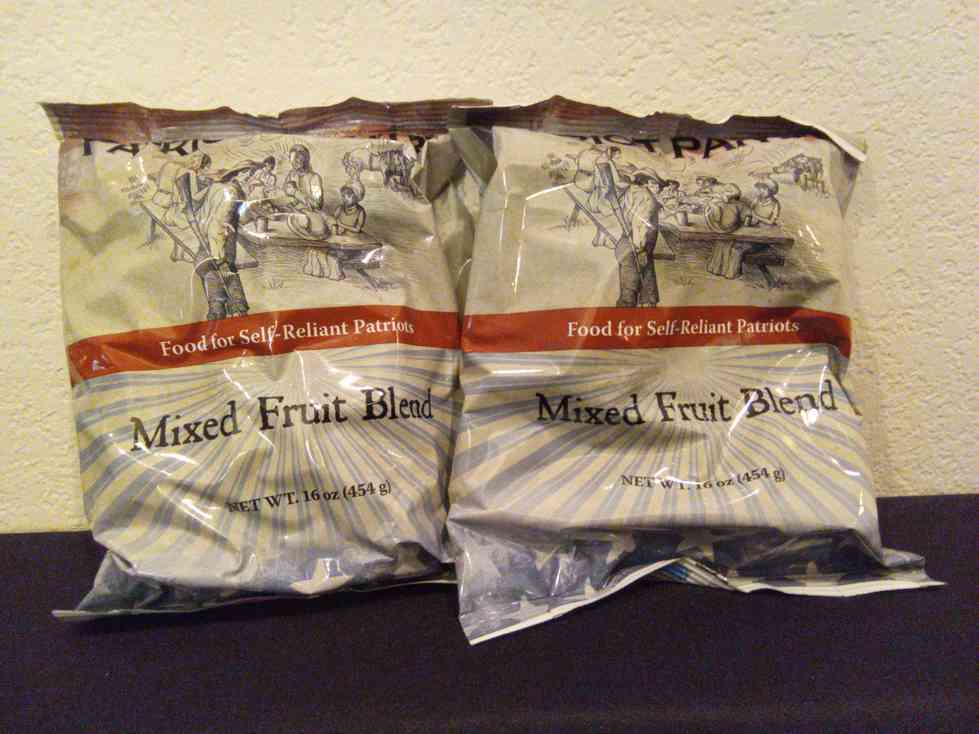 Food for Self-Reliant Patriots
Mixed Fruit Blend
NET WT. 16 oz (454 g)
Food for Self-Reliant Patriots
Mixed Fruit Blend
NET WT. 16 oz (454 g)